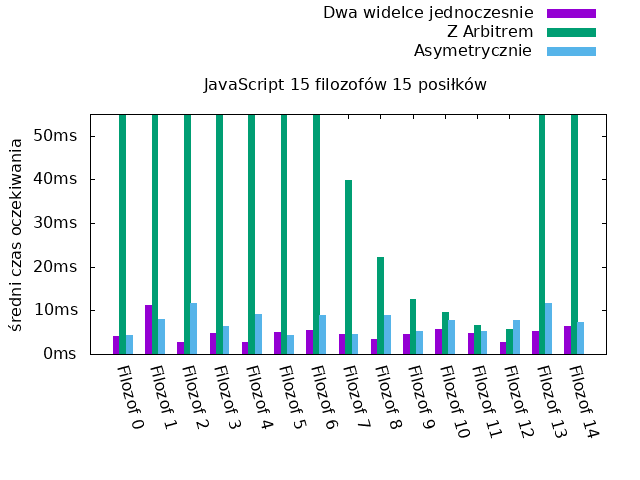 Dwa widelce jednoczesnie
Z Arbitrem
Asymetrycznie
JavaScript 15 filozofów 15 posiłków
średni czas oczekiwania
50ms
40ms
30ms
20ms
10ms
0ms
Filozof 0
Filozof 1
Filozof 2
Filozof 3
Filozof 4
Filozof 5
Filozof 6
Filozof 7
Filozof 8
Filozof 9
Filozof 10
Filozof 11
Filozof 12
Filozof 13
Filozof 14